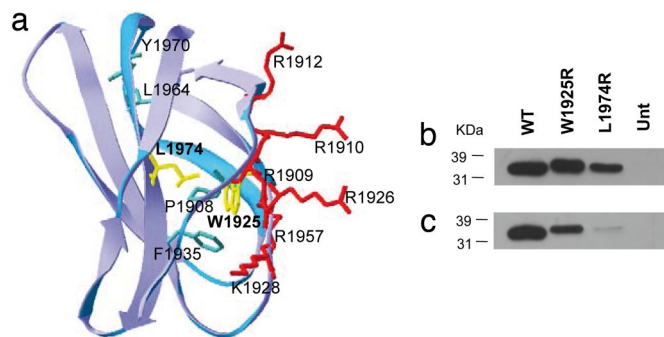 a
Y1970
L1964
R1912
L1974
R1910
P1908
R1909
R1926
W1925
R1957
F1935
K1928
WT
W1925R
L1974R
Unt
b
KDa
39
31
c
39
31